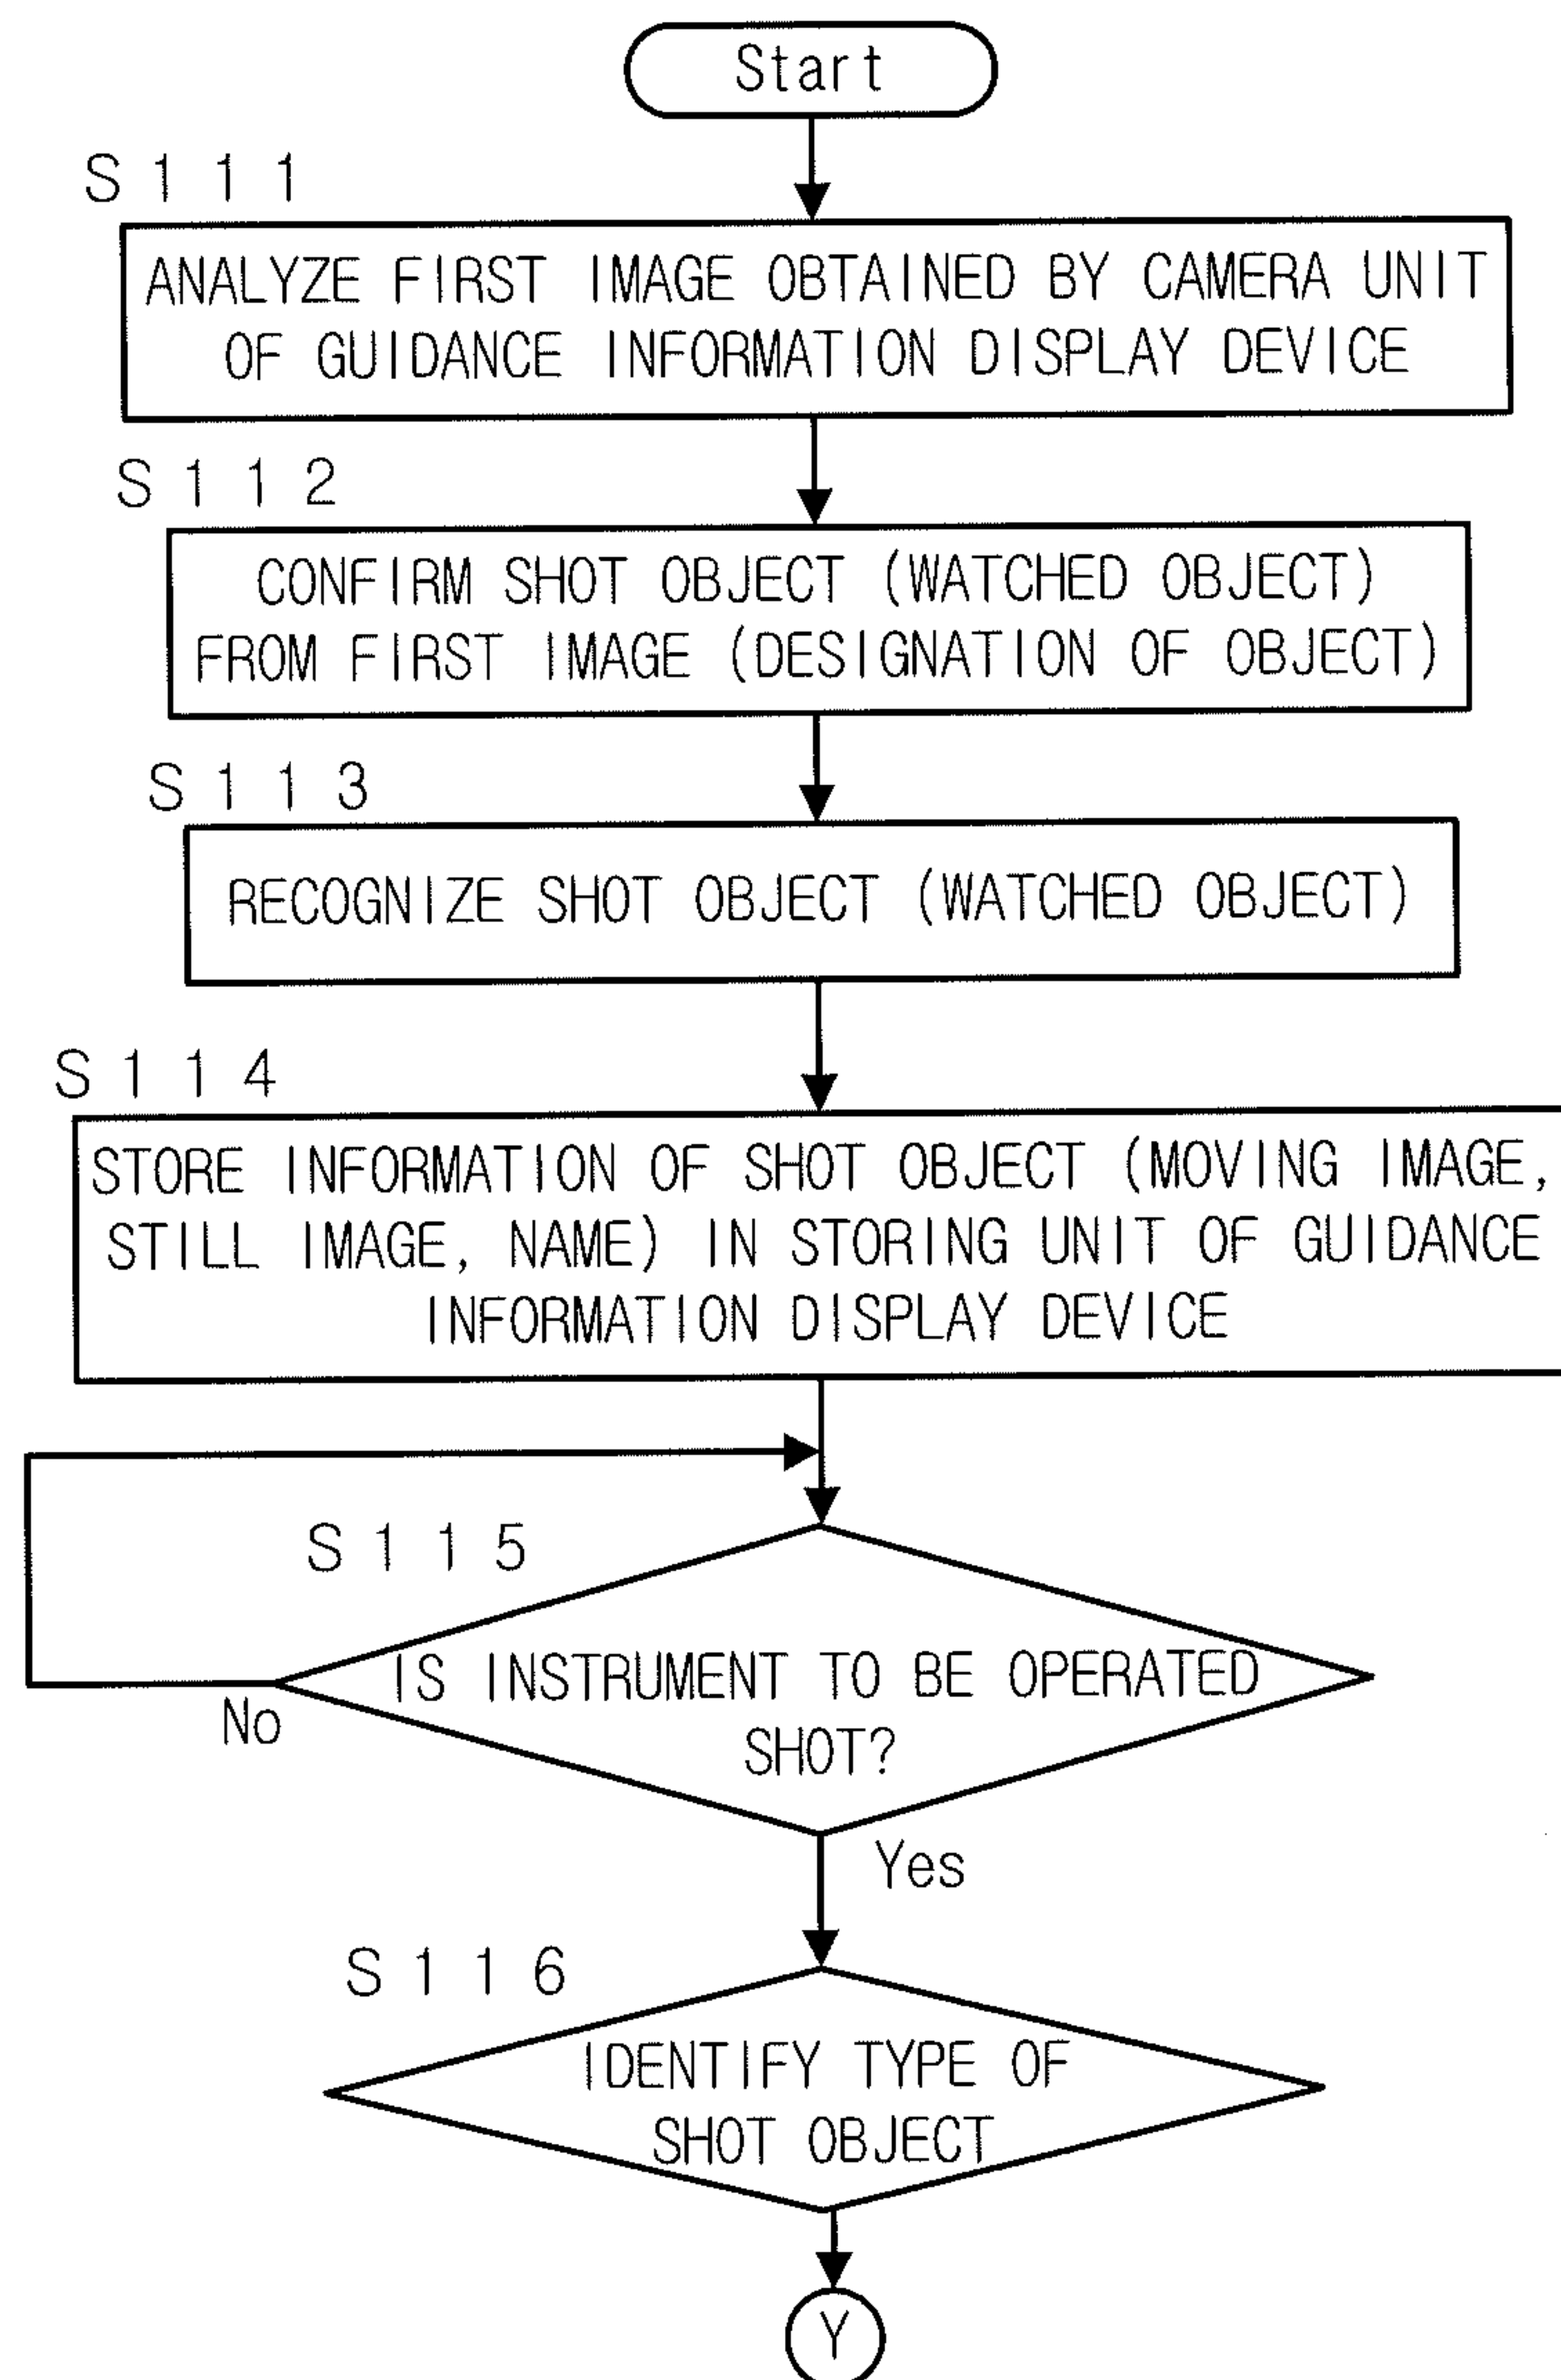 Start
S111
ANALYZE FIRST IMAGE OBTAINED BY CAMERA UNIT
OF GUIDANCE INFORMATION DISPLAY DEVICE
S112
CONFIRM SHOT OBJECT (WATCHED OBJECT)
FROM FIRST IMAGE (DESIGNATION OF OBJECT)
S113
RECOGNIZE SHOT OBJECT (WATCHED OBJECT)
S114
STORE INFORMATION OF SHOT OBJECT (MOVING IMAGE,
STILL IMAGE, NAME) IN STORING UNIT OF GUIDANCE
INFORMATION DISPLAY DEVICE
S115
IS INSTRUMENT TO BE OPERATED
SHOT?
No
Yes
S116
IDENTIFY TYPE OF
SHOT OBJECT
Y